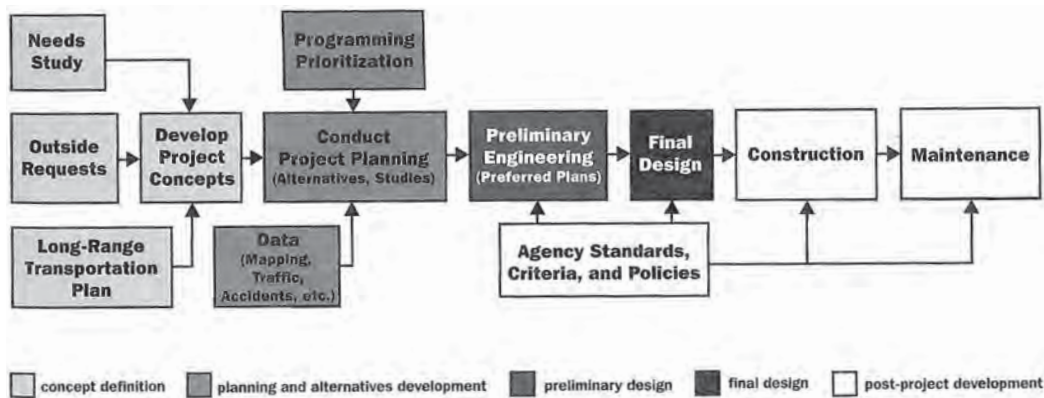 Needs
Study
Programming
Prioritization
Outside
Requests
Develop
Project
Concepts
Conduct
Project Planning
(Alternatives, Studies)
Preliminary
Engineering
(Preferred Plans)
Final
Design
Construction
Maintenance
Long-Range
Transportation
Plan
Data
(Mapping,
Traffic,
Accidents, etc.)
Agency Standards,
Criteria, and Policies
concept definition
planning and alternatives development
preliminary design
final design
post-project development